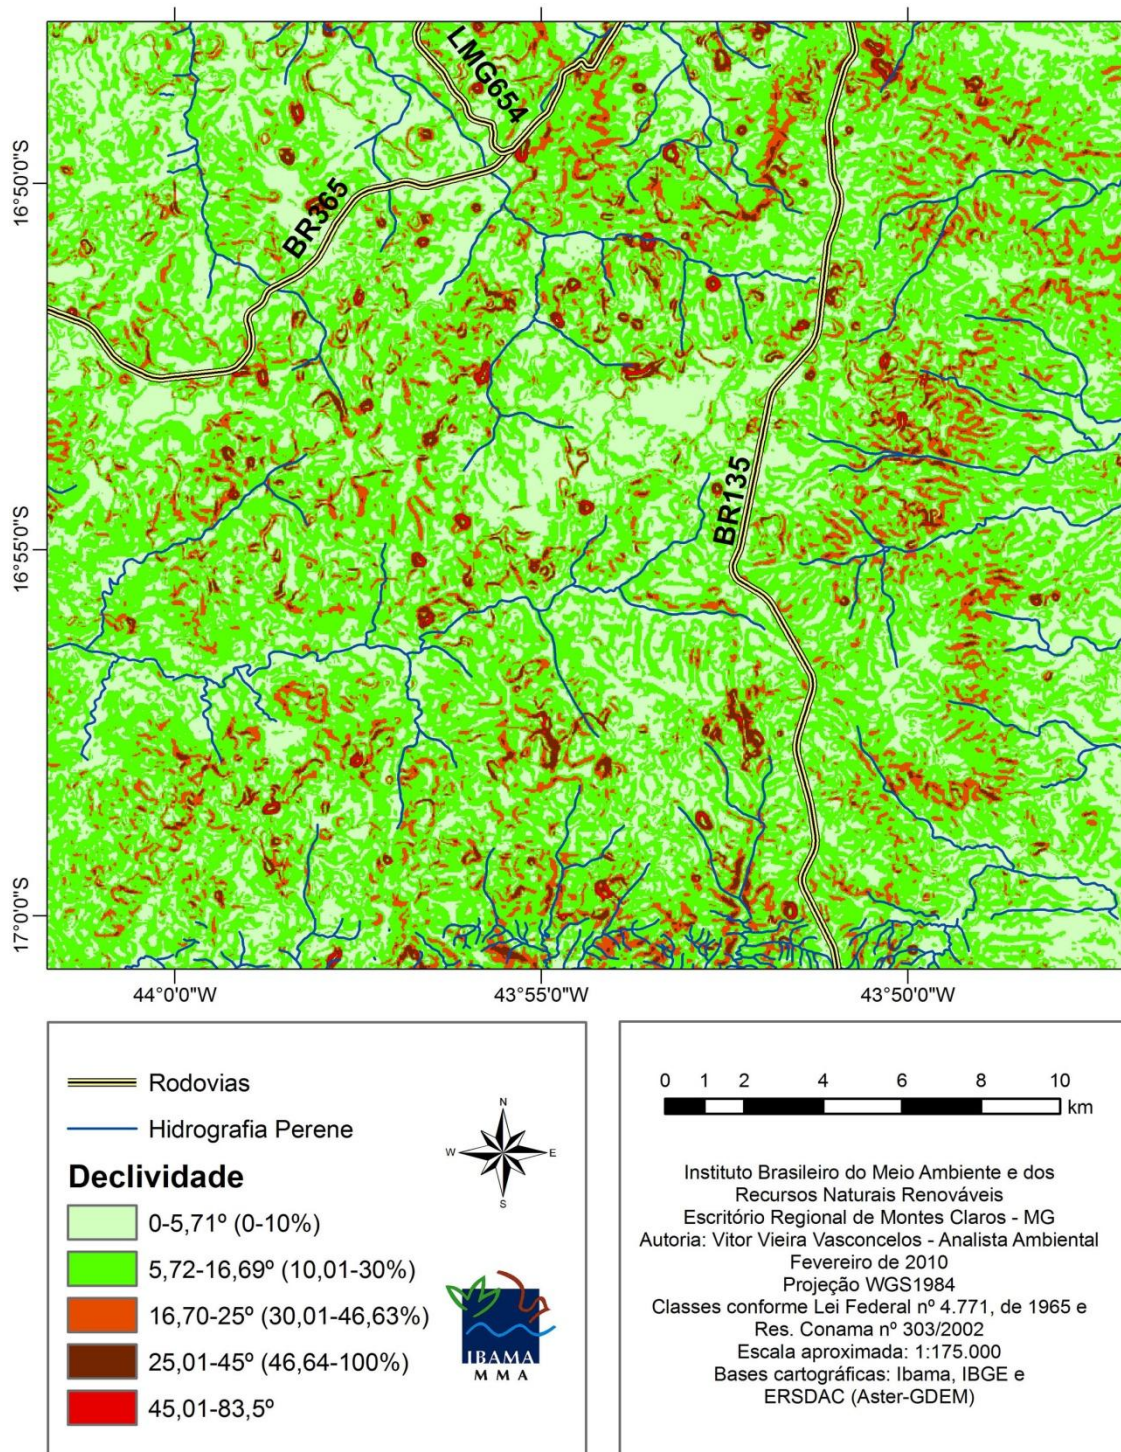 LMG654
16°50'0"S
BR365
BR135
16°55'0"S
17°0'0"S
44°0'0"W
43°55'0"W
43°50'0"W
Rodovias
Hidrografia Perene
N
W
E
S
Declividade
0-5,71º (0-10%)
5,72-16,69º (10,01-30%)
16,70-25º (30,01-46,63%)
25,01-45º (46,64-100%)
45,01-83,5º
IBAMA
MMA
0 1 2 4 6 8 10
km
Instituto Brasileiro do Meio Ambiente e dos
Recursos Naturais Renováveis
Escritório Regional de Montes Claros - MG
Autoria: Vitor Vieira Vasconcelos - Analista Ambiental
Fevereiro de 2010
Projeção WGS1984
Classes conforme Lei Federal nº 4.771, de 1965 e
Res. Conama nº 303/2002
Escala aproximada: 1:175.000
Bases cartográficas: Ibama, IBGE e
ERSDAC (Aster-GDEM)